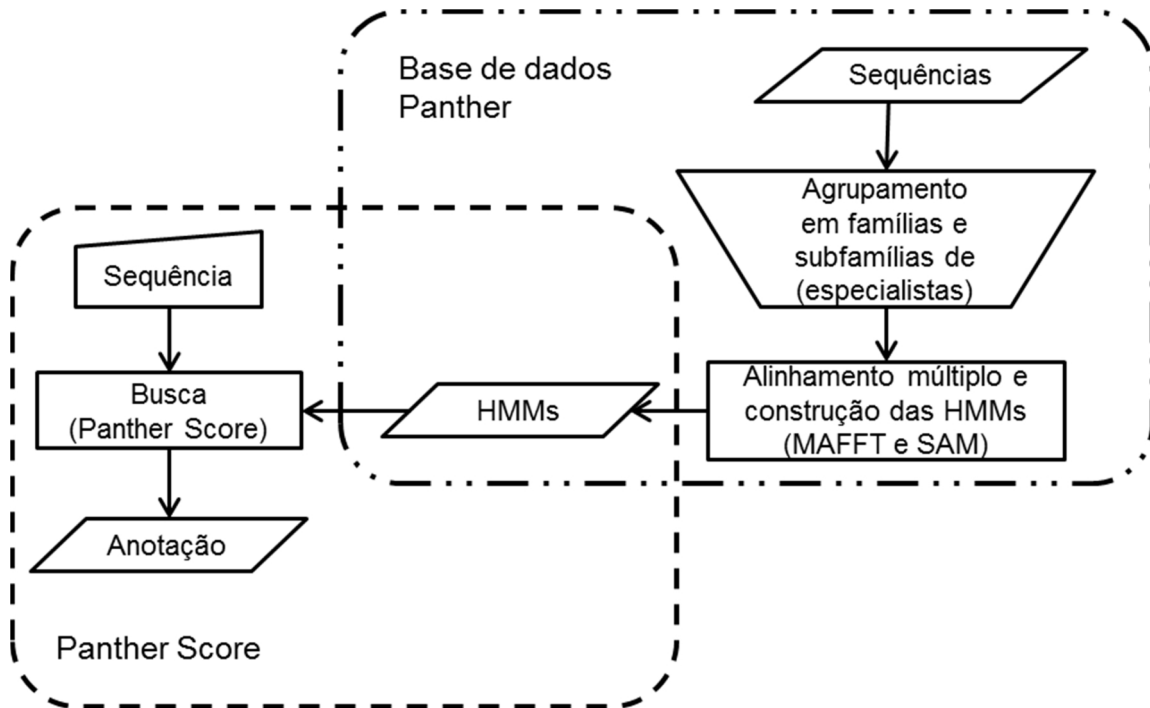 Base de dados
Panther
Sequências
Agrupamento
em famílias e
subfamílias de
(especialistas)
Sequência
Busca
(Panther Score)
HMMs
Alinhamento múltiplo e
construção das HMMs
(MAFFT e SAM)
Anotação
Panther Score